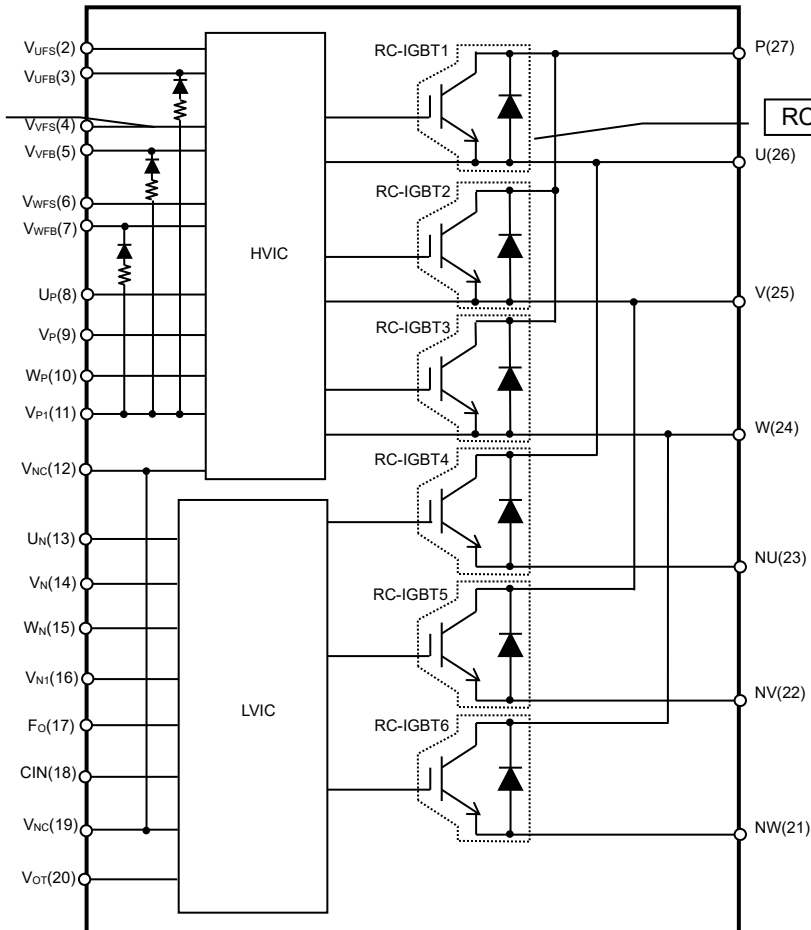 VUFS(2)
VUFB(3)
VVFS(4)
VVFB(5)
VWFS(6)
VWFB(7)
UP(8)
VP(9)
WP(10)
VP1(11)
VNC(12)
UN(13)
VN(14)
WN(15)
VN1(16)
FO(17)
CIN(18)
VNC(19)
VOT(20)
HVIC
LVIC
RC-IGBT1
RC-IGBT2
RC-IGBT3
RC-IGBT4
RC-IGBT5
RC-IGBT6
P(27)
RC
U(26)
V(25)
W(24)
NU(23)
NV(22)
NW(21)